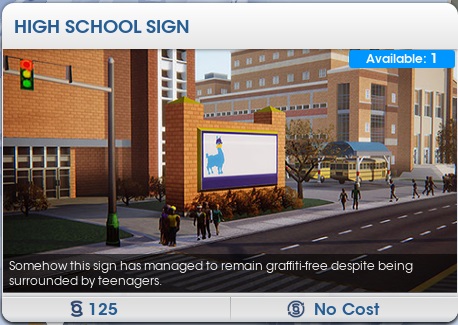 HIGH SCHOOL SIGN
Available: 1
Somehow this sign has managed to remain graffiti-free despite being
surrounded by teenagers.
125
No Cost